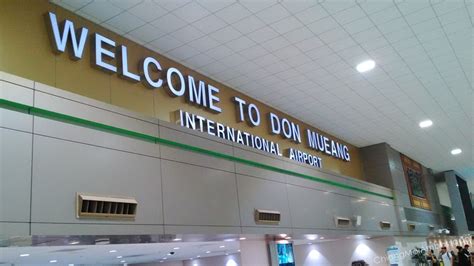 WELCOME TO DON MUEANG
INTERNATIONAL AIRPORT